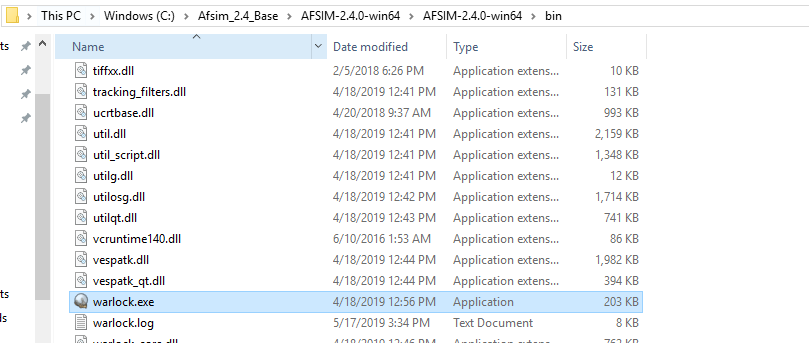 This PC > Windows (C:) > Afsim_2.4_Base > AFSIM-2.4.0-win64 > AFSIM-2.4.0-win64 > bin
ts Name Date modified Type Size
tiffxx.dll 2/5/2018 6:26 PM Application extens... 10 KB
tracking_filters.dll 4/18/2019 12:41 PM Application extens... 131 KB
ucrtbase.dll 4/20/2018 9:37 AM Application extens... 993 KB
util.dll 4/18/2019 12:41 PM Application extens... 2,159 KB
util_script.dll 4/18/2019 12:41 PM Application extens... 1,348 KB
utilg.dll 4/18/2019 12:41 PM Application extens... 12 KB
utilosg.dll 4/18/2019 12:42 PM Application extens... 1,714 KB
utilqt.dll 4/18/2019 12:43 PM Application extens... 741 KB
vcruntime140.dll 6/10/2016 1:53 AM Application extens... 86 KB
vespatk.dll 4/18/2019 12:44 PM Application extens... 1,982 KB
vespatk_qt.dll 4/18/2019 12:44 PM Application extens... 394 KB
ts warlock.exe 4/18/2019 12:56 PM Application 203 KB
ls warlock.log 5/17/2019 3:34 PM Text Document 8 KB